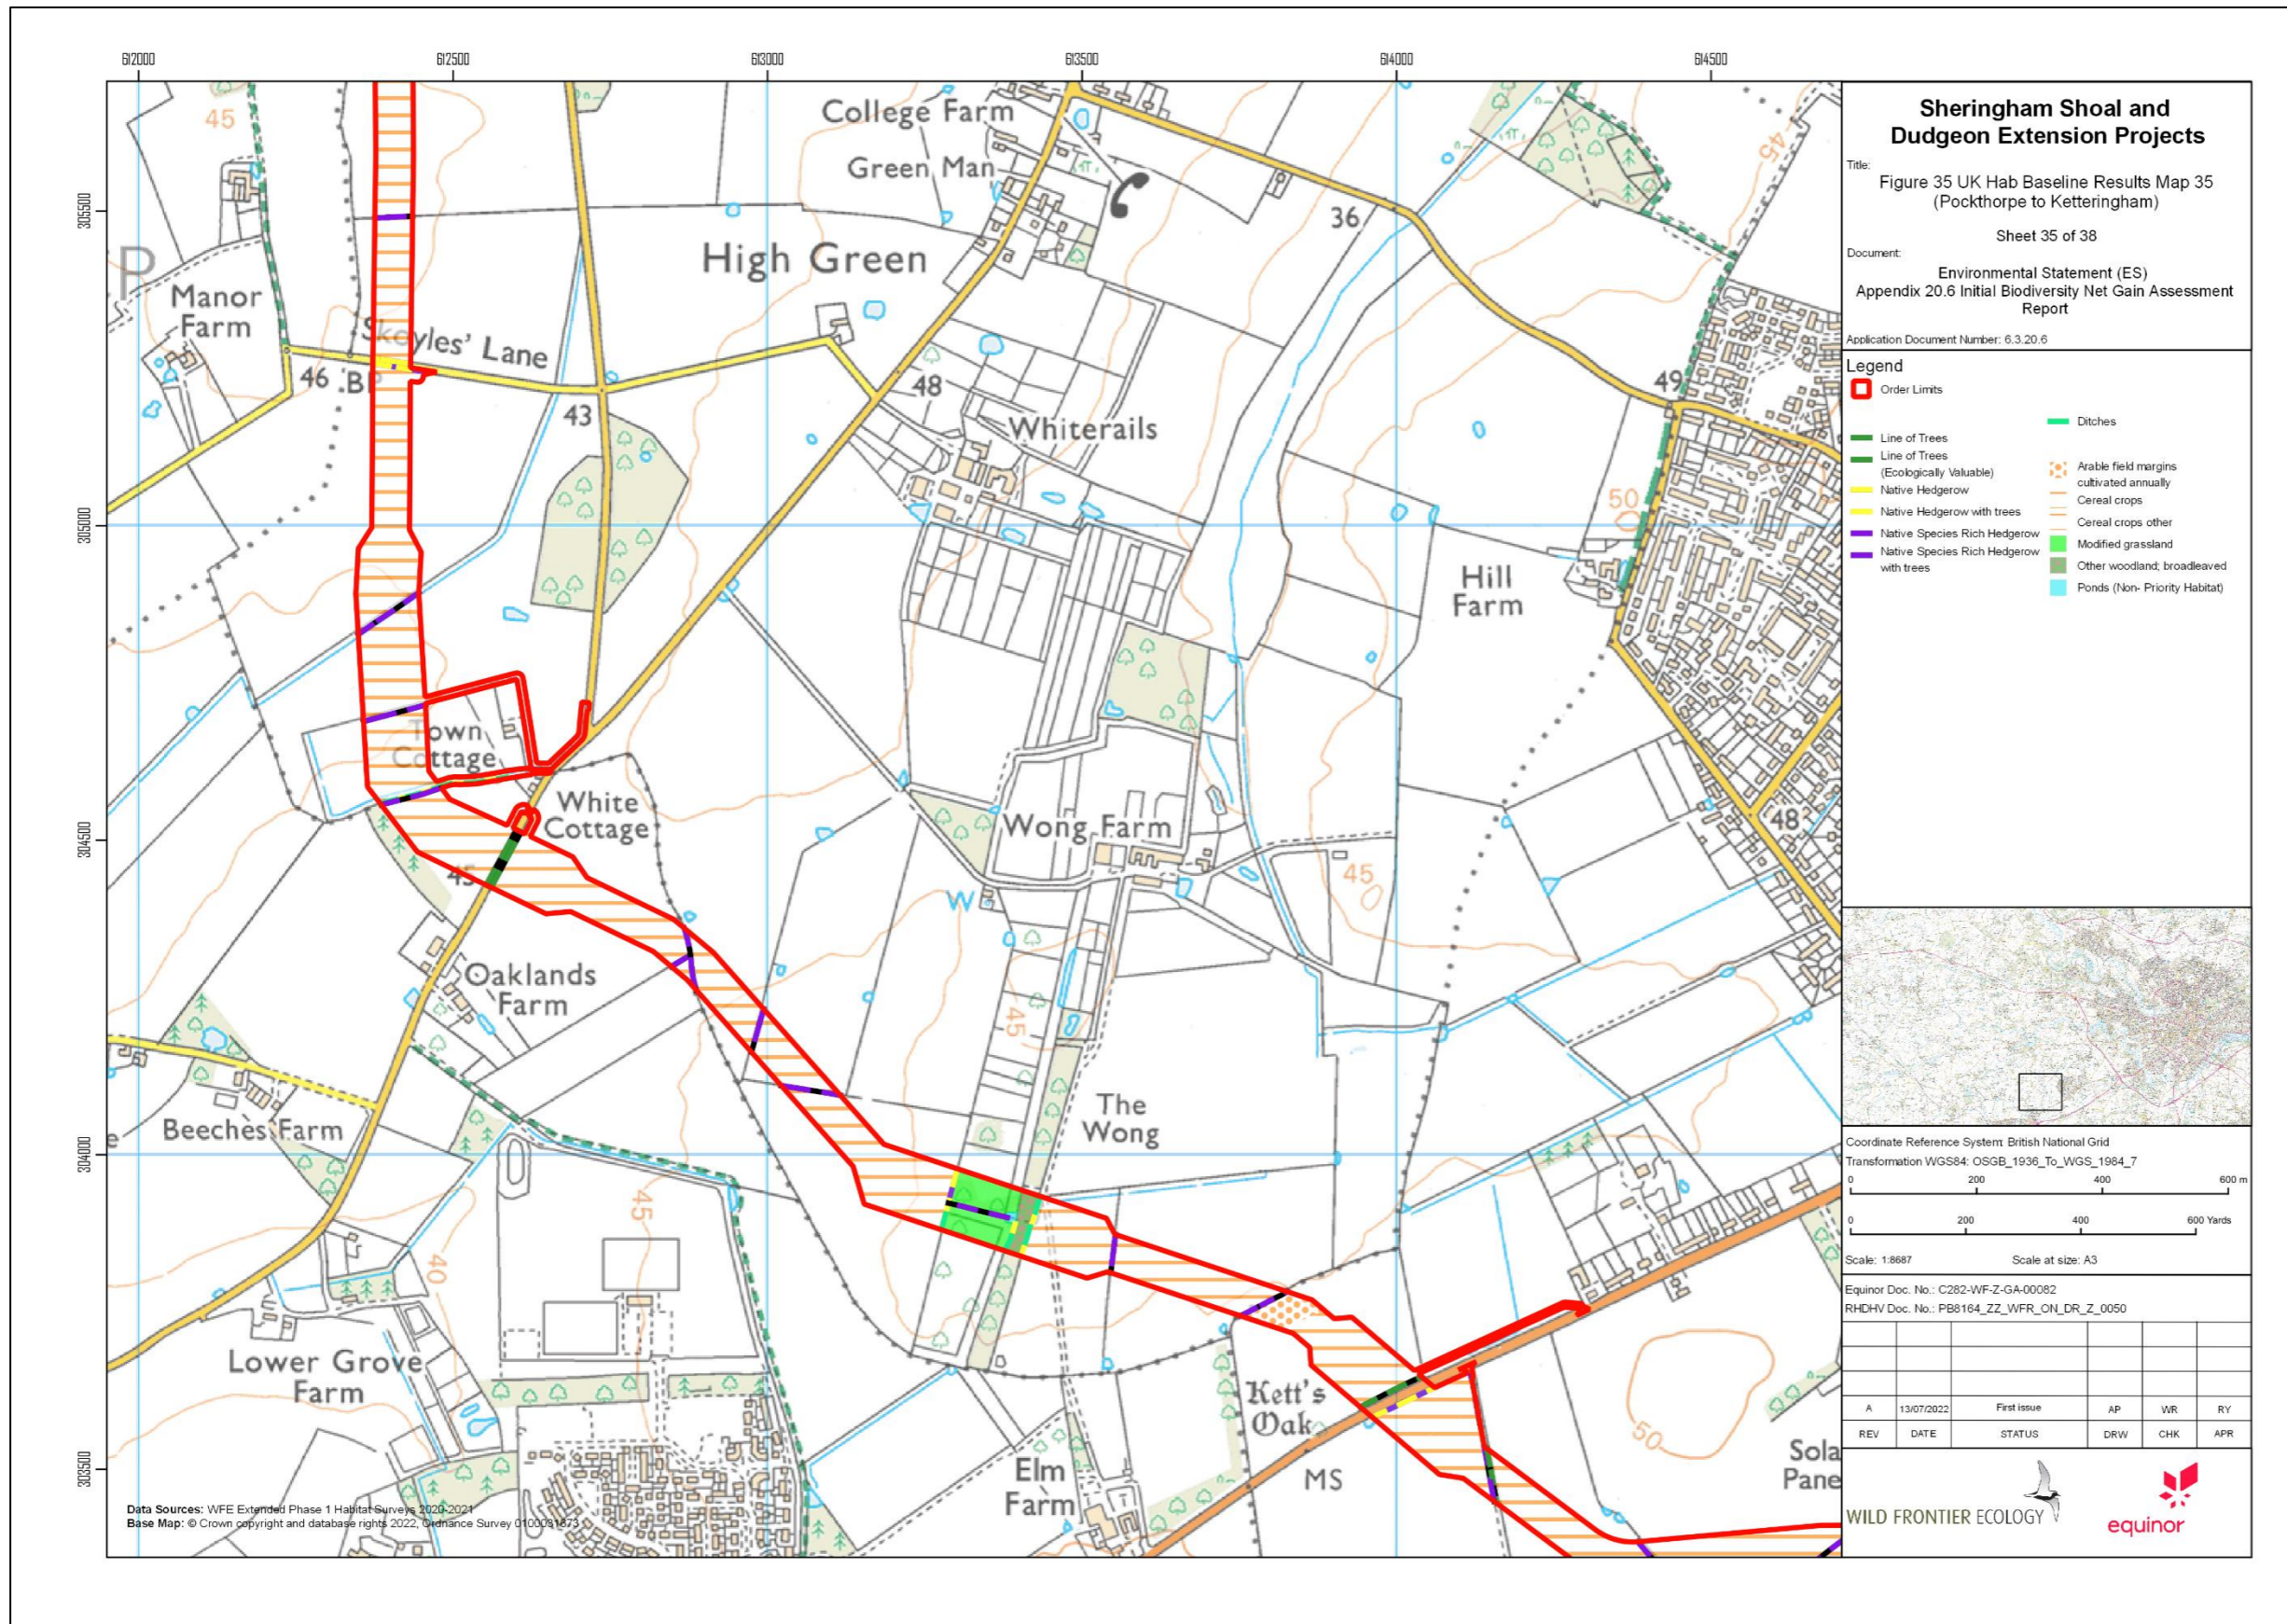 612000 612500 613000 613500 614000 614500
305500
305000
304500
304000
303500
45
College Farm
Green Man
45
36
High Green
P
Manor
Farm
Skoyles' Lane
46
43
48
49
Whiterails
50
Hill
Farm
Town
Cottage
White
Cottage
Wong Farm
48
45
45
W
Oaklands
Farm
45
The
Wong
Beeches Farm
45
40
Lower Grove
Farm
Kett's
Oak
MS
50
Elm
Farm
Sola
Pane
Data Sources: WFE Extended Phase 1 Habitat Surveys 2020-2021
Base Map: © Crown copyright and database rights 2022, Ordnance Survey 0100031673
Sheringham Shoal and
Dudgeon Extension Projects
Title:
Figure 35 UK Hab Baseline Results Map 35
(Pockthorpe to Ketteringham)
Sheet 35 of 38
Document:
Environmental Statement (ES)
Appendix 20.6 Initial Biodiversity Net Gain Assessment
Report
Application Document Number: 6.3.20.6
Legend
Order Limits
Line of Trees
Line of Trees
(Ecologically Valuable)
Native Hedgerow
Native Hedgerow with trees
Native Species Rich Hedgerow
Native Species Rich Hedgerow
with trees
Ditches
Arable field margins
cultivated annually
Cereal crops
Cereal crops other
Modified grassland
Other woodland; broadleaved
Ponds (Non- Priority Habitat)
Coordinate Reference System: British National Grid
Transformation WGS84: OSGB_1936_To_WGS_1984_7
0 200 400 600 m
0 200 400 600 Yards
Scale: 1:8687 Scale at size: A3
Equinor Doc. No.: C282-WF-Z-GA-00082
RHDHV Doc. No.: PB8164_ZZ_WFR_ON_DR_Z_0050
A 13/07/2022 First issue AP WR RY
REV DATE STATUS DRW CHK APR
WILD FRONTIER ECOLOGY
equinor